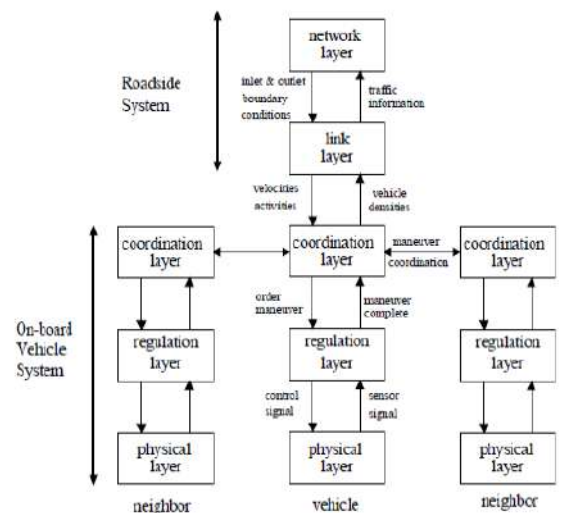 network
layer
Roadside
System
inlet & outlet
boundary
conditions
traffic
information
link
layer
velocities
activities
vehicle
densities
coordination
layer
coordination
layer
maneuver
coordination
coordination
layer
order
maneuver
maneuver
complete
On-board
Vehicle
System
regulation
layer
regulation
layer
regulation
layer
control
signal
sensor
signal
physical
layer
physical
layer
physical
layer
neighbor
vehicle
neighbor